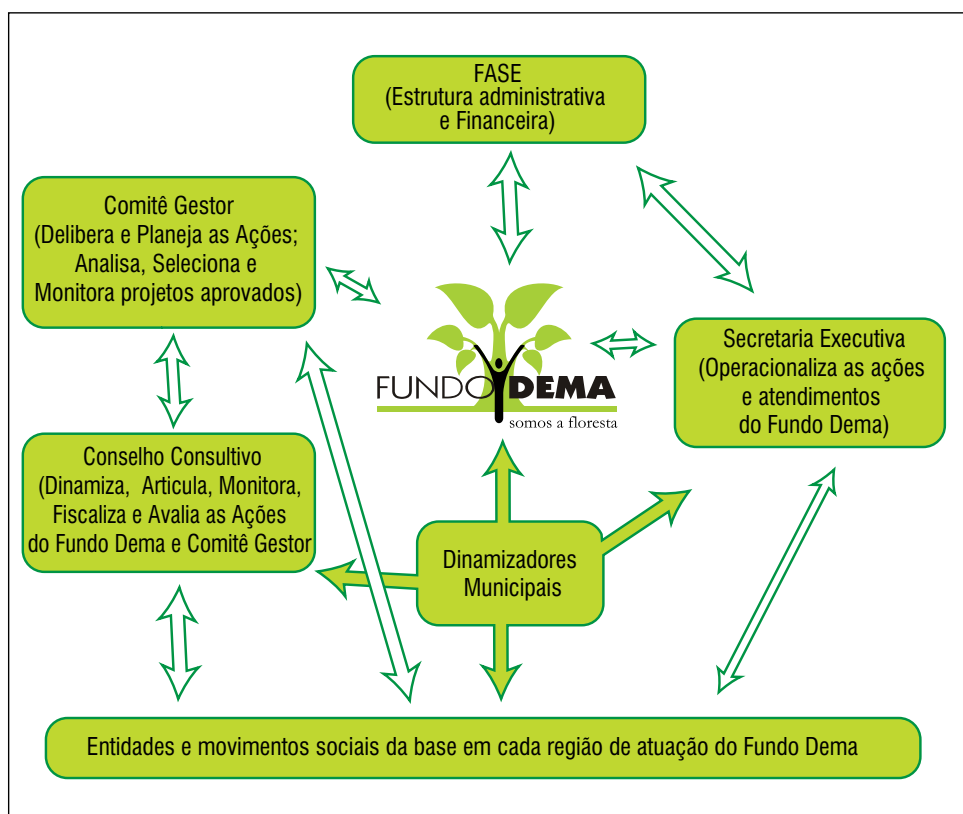 FASE
(Estrutura administrativa
e Financeira)
Comitê Gestor
(Delibera e Planeja as Ações;
Analisa, Seleciona e
Monitora projetos aprovados)
FUNDO DEMA
somos a floresta
Secretaria Executiva
(Operacionaliza as ações
e atendimentos
do Fundo Dema)
Conselho Consultivo
(Dinamiza, Articula, Monitora,
Fiscaliza e Avalia as Ações
do Fundo Dema e Comitê Gestor
Dinamizadores
Municipais
Entidades e movimentos sociais da base em cada região de atuação do Fundo Dema